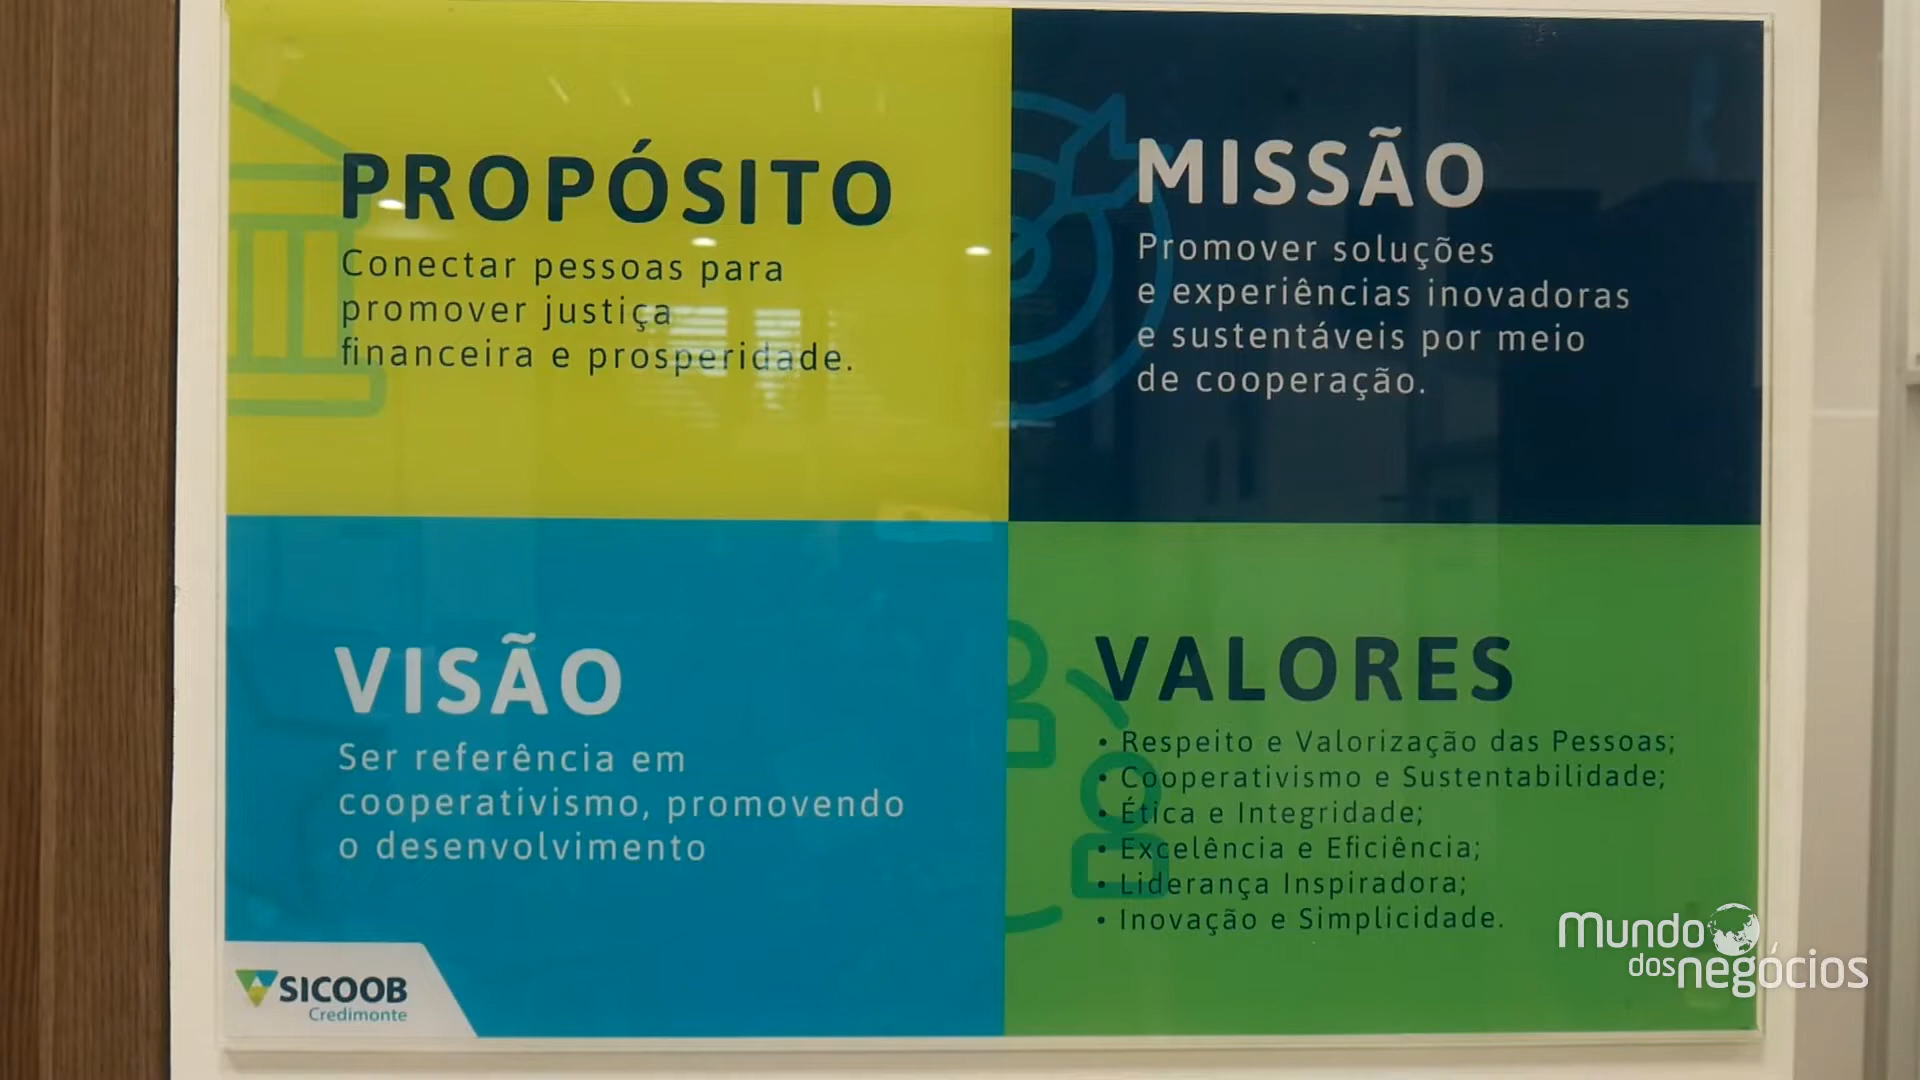 PROPÓSITO
Conectar pessoas para
promover justiça
financeira e prosperidade.
MISSÃO
Promover soluções
e experiências inovadoras
e sustentáveis por meio
de cooperação.
VISÃO
Ser referência em
cooperativismo, promovendo
o desenvolvimento
VALORES
• Respeito e Valorização das Pessoas;
• Cooperativismo e Sustentabilidade;
• Ética e Integridade;
• Excelência e Eficiência;
• Liderança Inspiradora;
• Inovação e Simplicidade.
SICOOB
Credimonte
Mundo
dos negócios